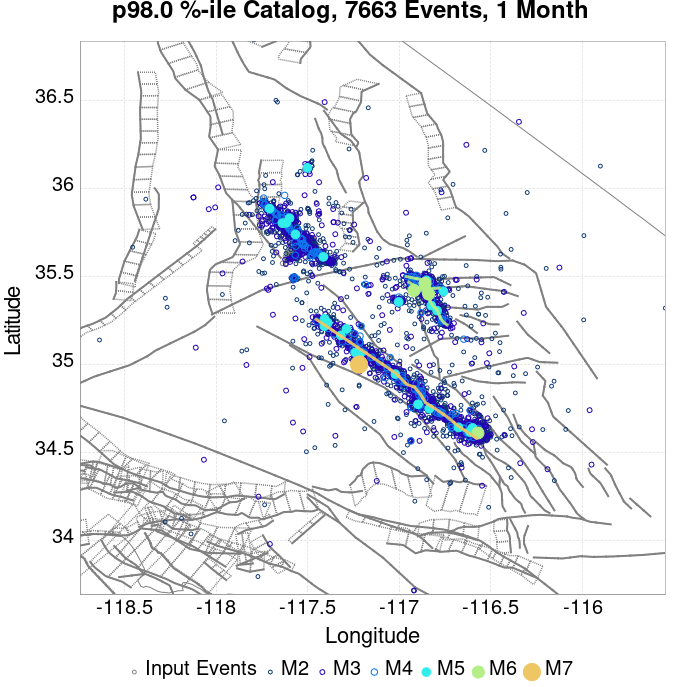 p98.0 %-ile Catalog, 7663 Events, 1 Month
36.5
36
35.5
35
34.5
34
Latitude
-118.5 -118 -117.5 -117 -116.5 -116
Longitude
Input Events M2 M3 M4 M5 M6 M7